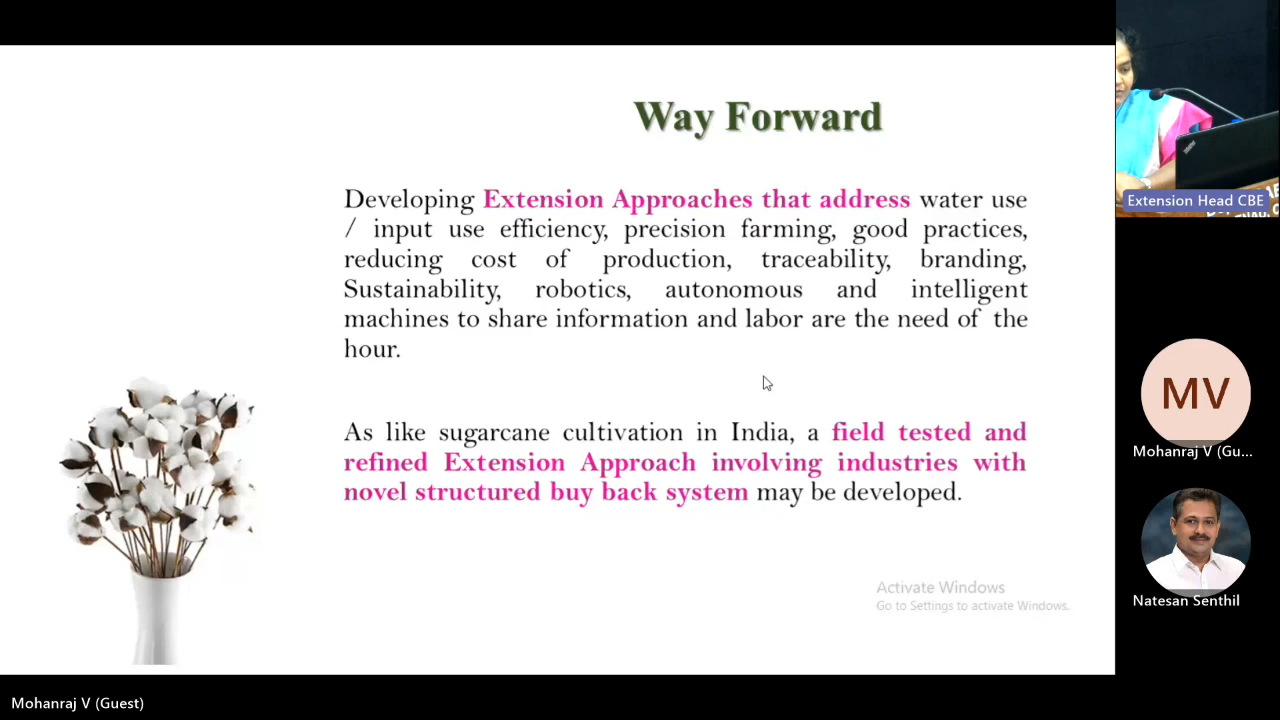 Way Forward
Developing Extension Approaches that address water use
/ input use efficiency, precision farming, good practices,
reducing cost of production, traceability, branding,
Sustainability, robotics, autonomous and intelligent
machines to share information and labor are the need of the
hour.
As like sugarcane cultivation in India, a field tested and
refined Extension Approach involving industries with
novel structured buy back system may be developed.
Activate Windows
Go to Settings to activate Windows.
Extension Head CBE
MV
Mohanraj V (Gu...
Natesan Senthil
Mohanraj V (Guest)